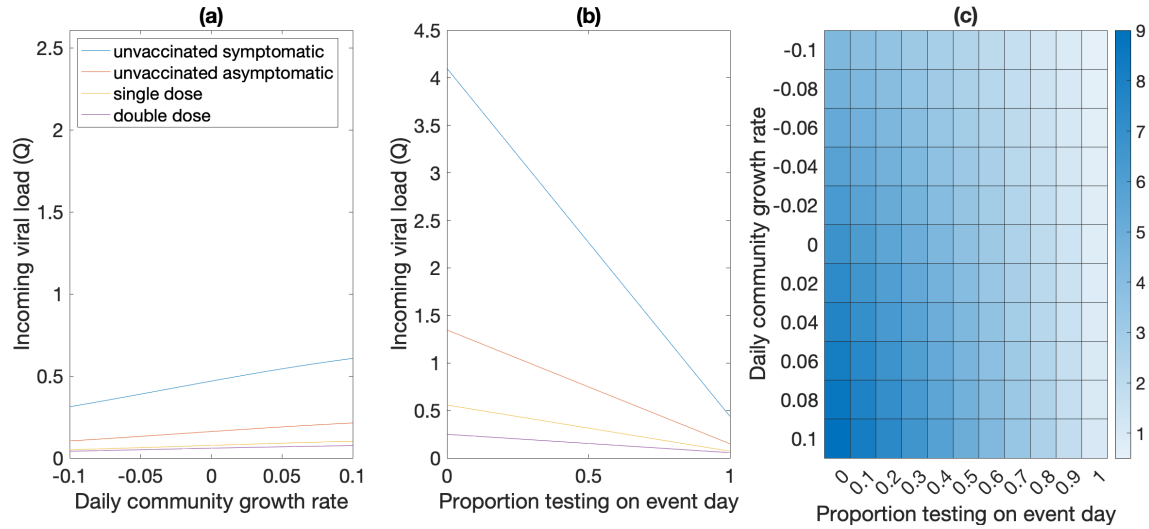 (a)
Incoming viral load (Q)
2.5
2
1.5
1
0.5
0
unvaccinated symptomatic
unvaccinated asymptomatic
single dose
double dose
-0.1 -0.05 0 0.05 0.1
Daily community growth rate
(b)
Incoming viral load (Q)
4.5
4
3.5
3
2.5
2
1.5
1
0.5
0
0 0.5 1
Proportion testing on event day
(c)
Daily community growth rate
-0.1
-0.08
-0.06
-0.04
-0.02
0
0.02
0.04
0.06
0.08
0.1
0 0.1 0.2 0.3 0.4 0.5 0.6 0.7 0.8 0.9 1
Proportion testing on event day
9
8
7
6
5
4
3
2
1